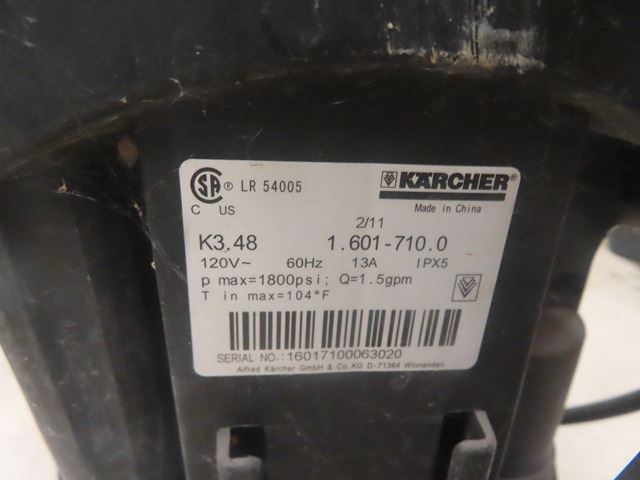 CSA ® LR 54005
C US
KÄRCHER
Made in China
2/11
K3.48 1.601-710.0
120V~ 60Hz 13A IPX5
p max=1800psi; Q=1.5gpm
T in max=104°F
SERIAL NO.:16017100063020
Alfred Kärcher GmbH & Co.KG D-71364 Winnenden